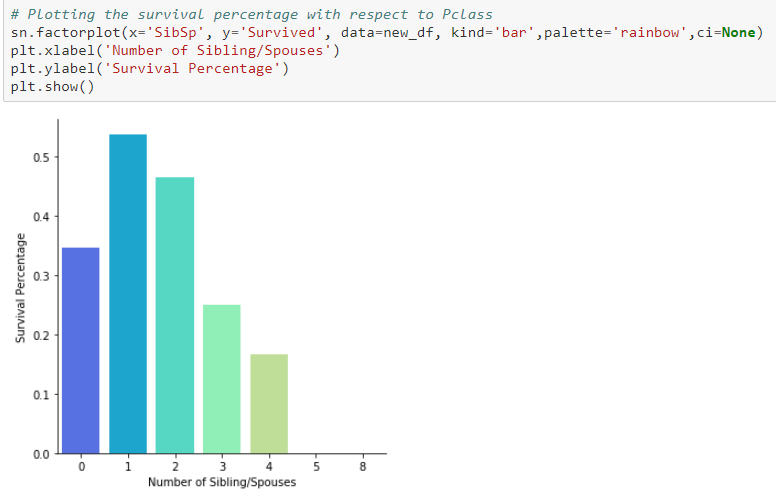 # Plotting the survival percentage with respect to Pclass
sn.factorplot(x='SibSp', y='Survived', data=new_df, kind='bar',palette='rainbow',ci=None)
plt.xlabel('Number of Sibling/Spouses')
plt.ylabel('Survival Percentage')
plt.show()
Survival Percentage
0.5
0.4
0.3
0.2
0.1
0.0
0 1 2 3 4 5 8
Number of Sibling/Spouses